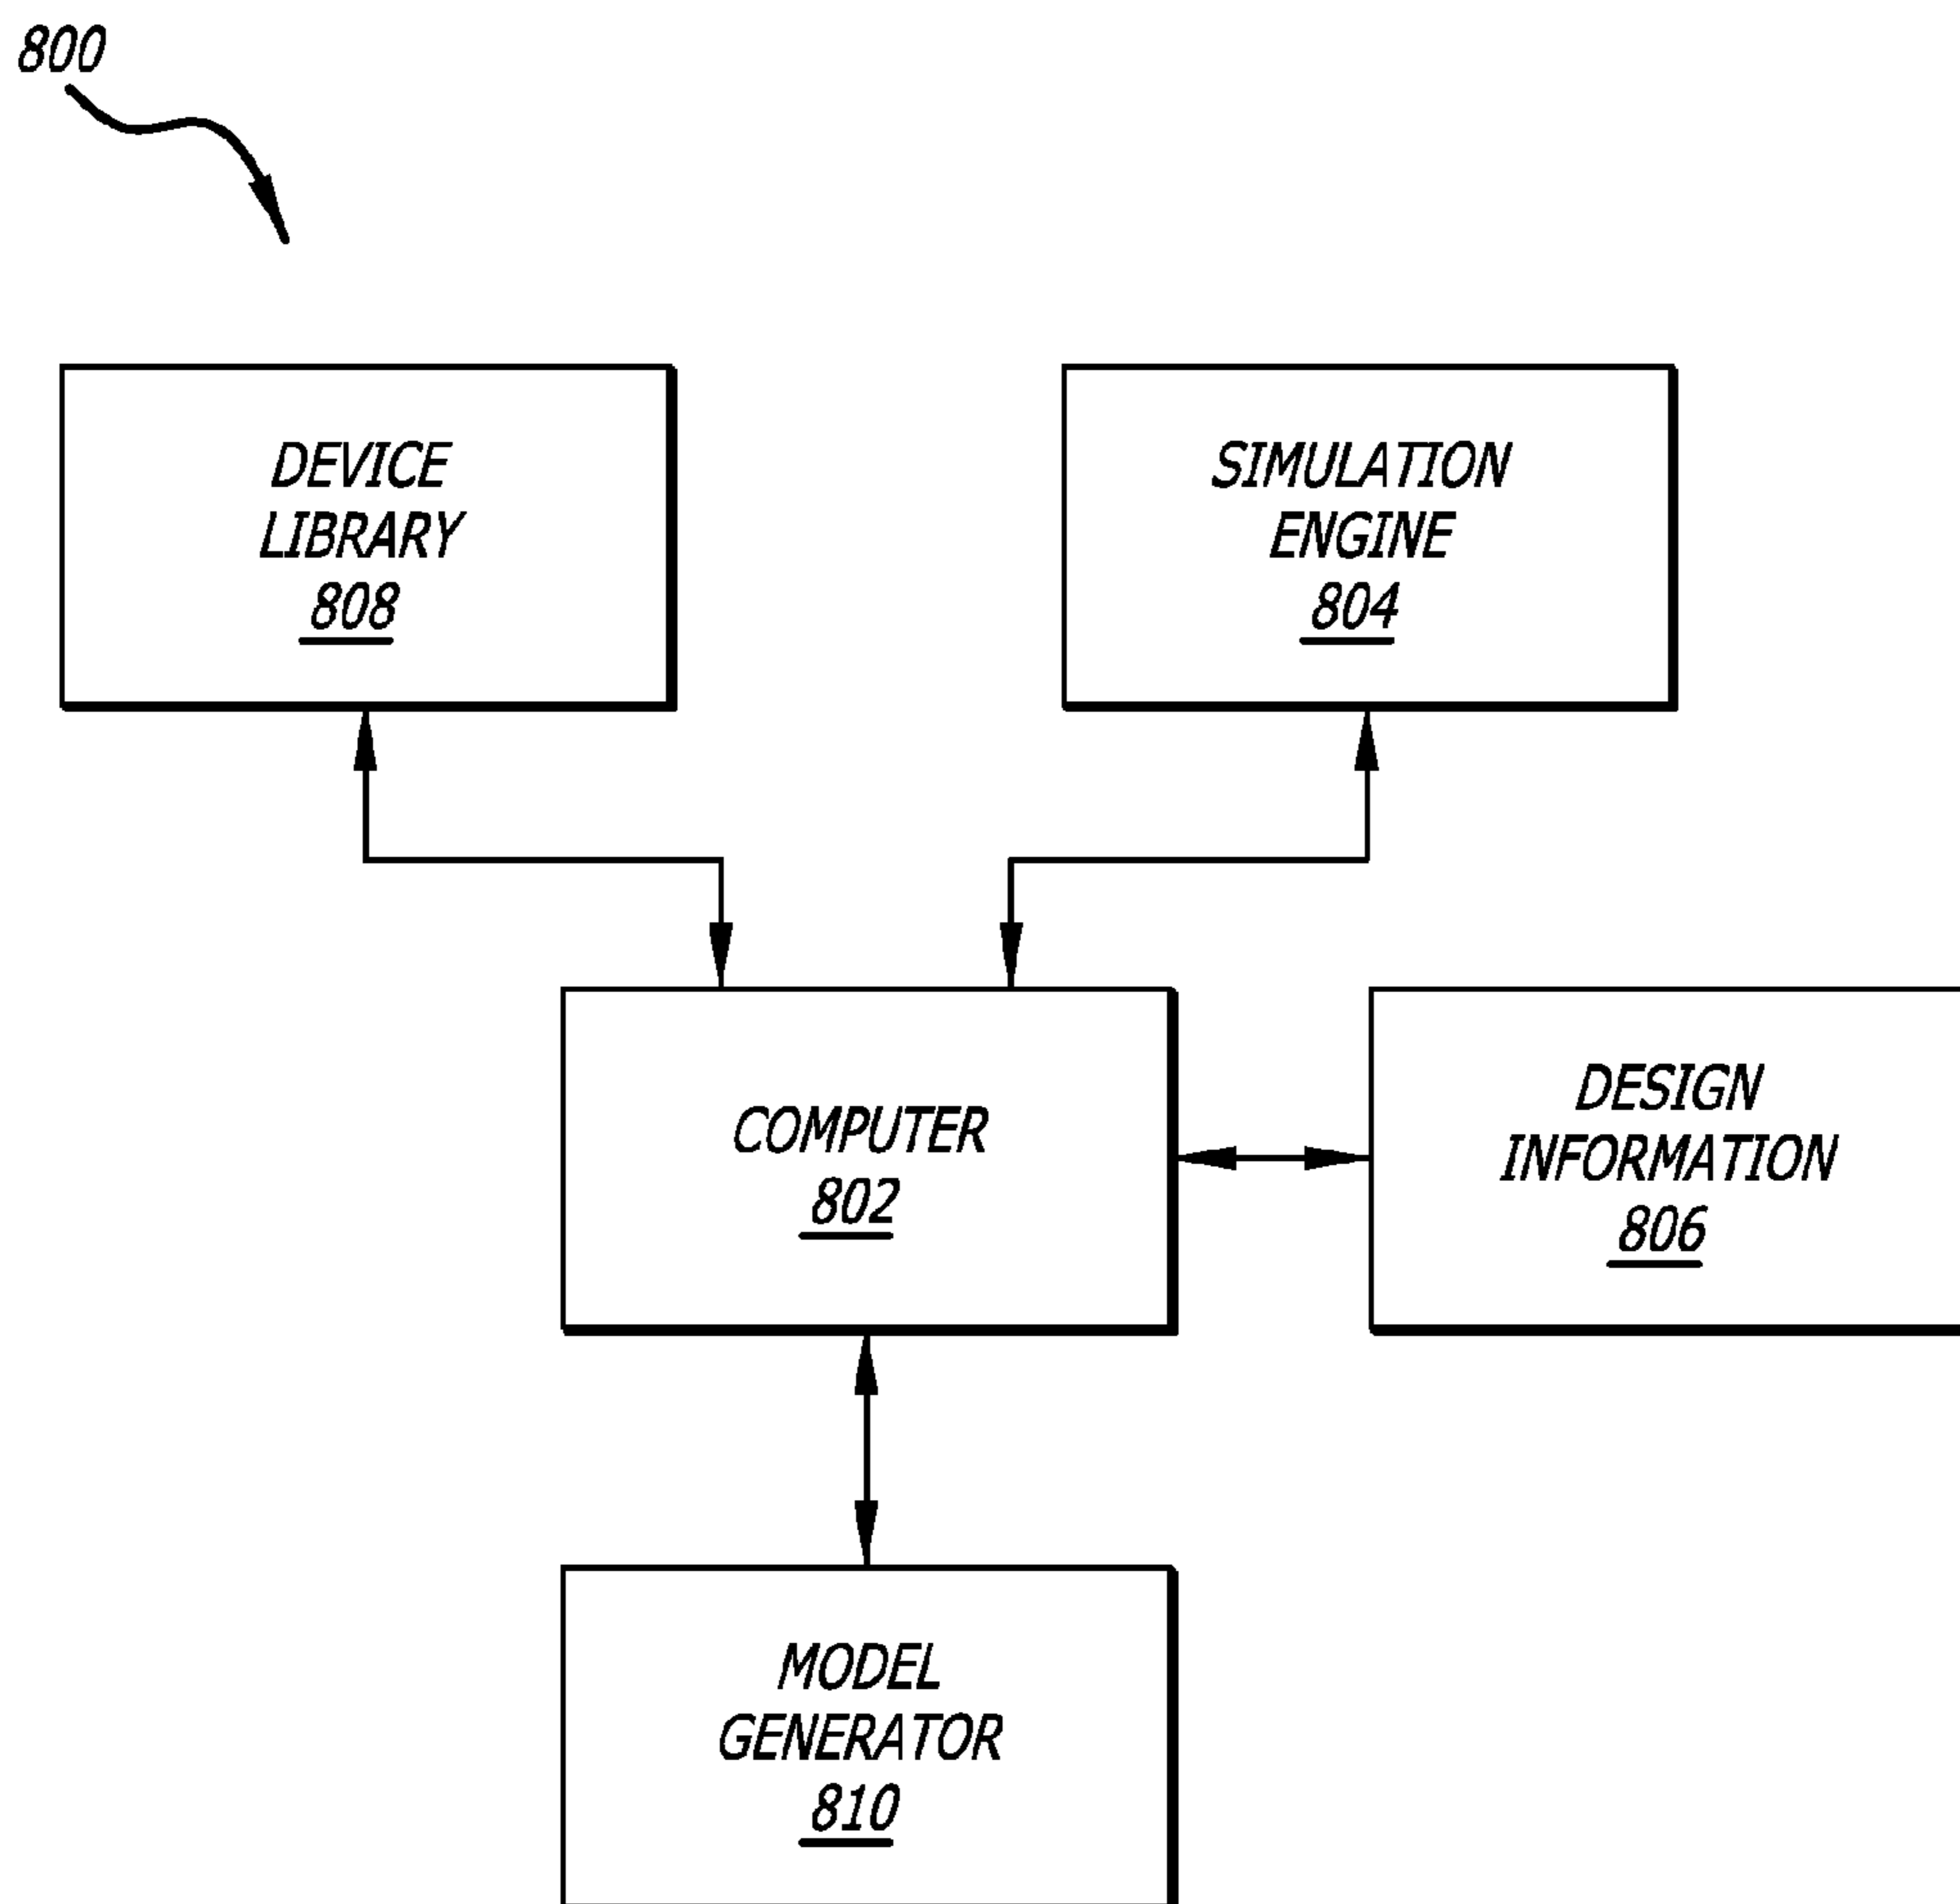 800
DEVICE
LIBRARY
808
SIMULATION
ENGINE
804
COMPUTER
802
DESIGN
INFORMATION
806
MODEL
GENERATOR
810